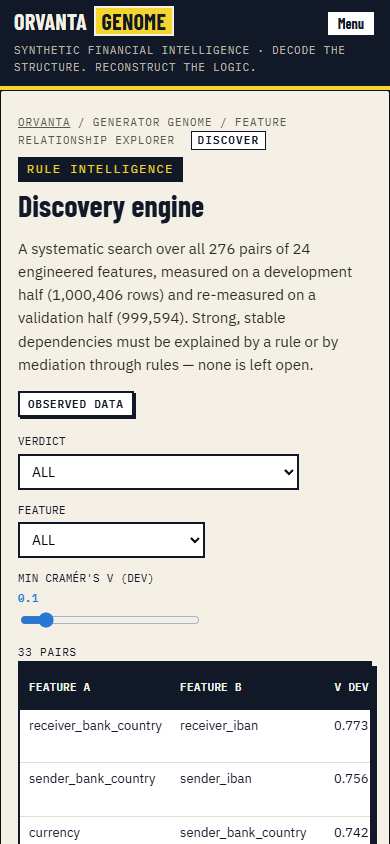 ORVANTA GENOME
Menu
SYNTHETIC FINANCIAL INTELLIGENCE · DECODE THE
STRUCTURE. RECONSTRUCT THE LOGIC.
ORVANTA / GENERATOR GENOME / FEATURE
RELATIONSHIP EXPLORER DISCOVER
RULE INTELLIGENCE
Discovery engine
A systematic search over all 276 pairs of 24
engineered features, measured on a development
half (1,000,406 rows) and re-measured on a
validation half (999,594). Strong, stable
dependencies must be explained by a rule or by
mediation through rules — none is left open.
OBSERVED DATA
VERDICT
ALL
FEATURE
ALL
MIN CRAMÉR'S V (DEV)
0.1
33 PAIRS
FEATURE A FEATURE B V DEV
receiver_bank_country receiver_iban 0.773
sender_bank_country sender_iban 0.756
currency sender_bank_country 0.742